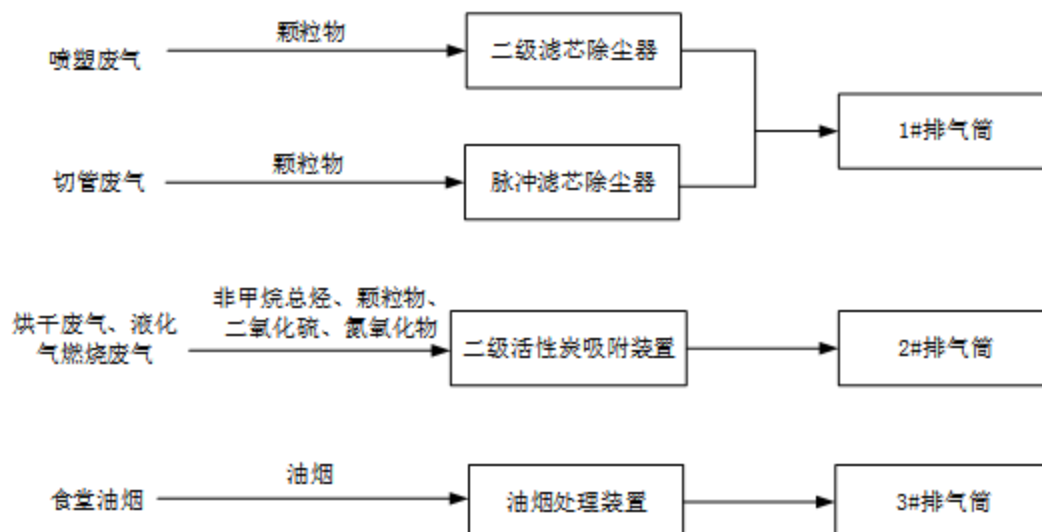 颗粒物
喷塑废气
二级滤芯除尘器
1#排气筒
颗粒物
切管废气
脉冲滤芯除尘器
非甲烷总烃、颗粒物、
二氧化硫、氮氧化物
烘干废气、液化
气燃烧废气
二级活性炭吸附装置
2#排气筒
油烟
食堂油烟
油烟处理装置
3#排气筒